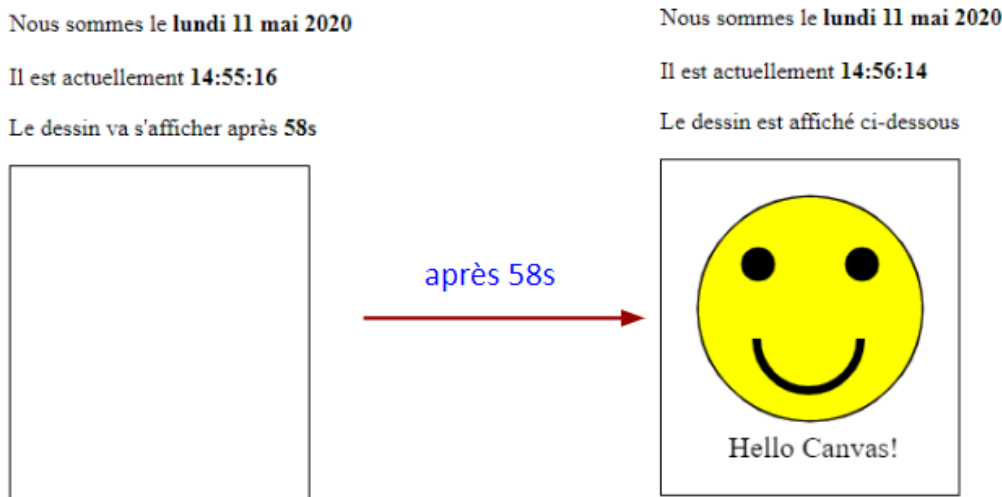 Nous sommes le lundi 11 mai 2020
Il est actuellement 14:55:16
Le dessin va s'afficher après 58s
après 58s
Nous sommes le lundi 11 mai 2020
Il est actuellement 14:56:14
Le dessin est affiché ci-dessous
Hello Canvas!